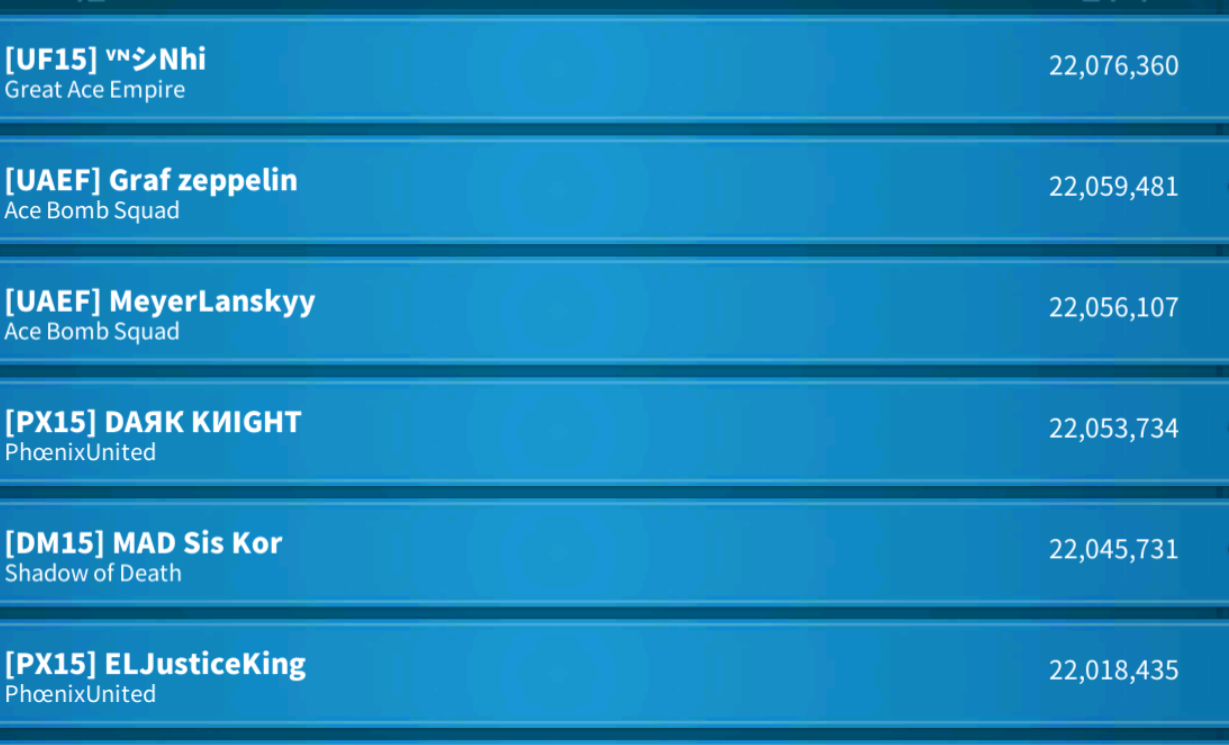 [UF15] ⱽᴺシNhi
22,076,360
Great Ace Empire
[UAEF] Graf zeppelin
22,059,481
Ace Bomb Squad
[UAEF] MeyerLanskyy
22,056,107
Ace Bomb Squad
[PX15] DAЯK KИIGHT
22,053,734
PhœnixUnited
[DM15] MAD Sis Kor
22,045,731
Shadow of Death
[PX15] ELJusticeKing
22,018,435
PhœnixUnited